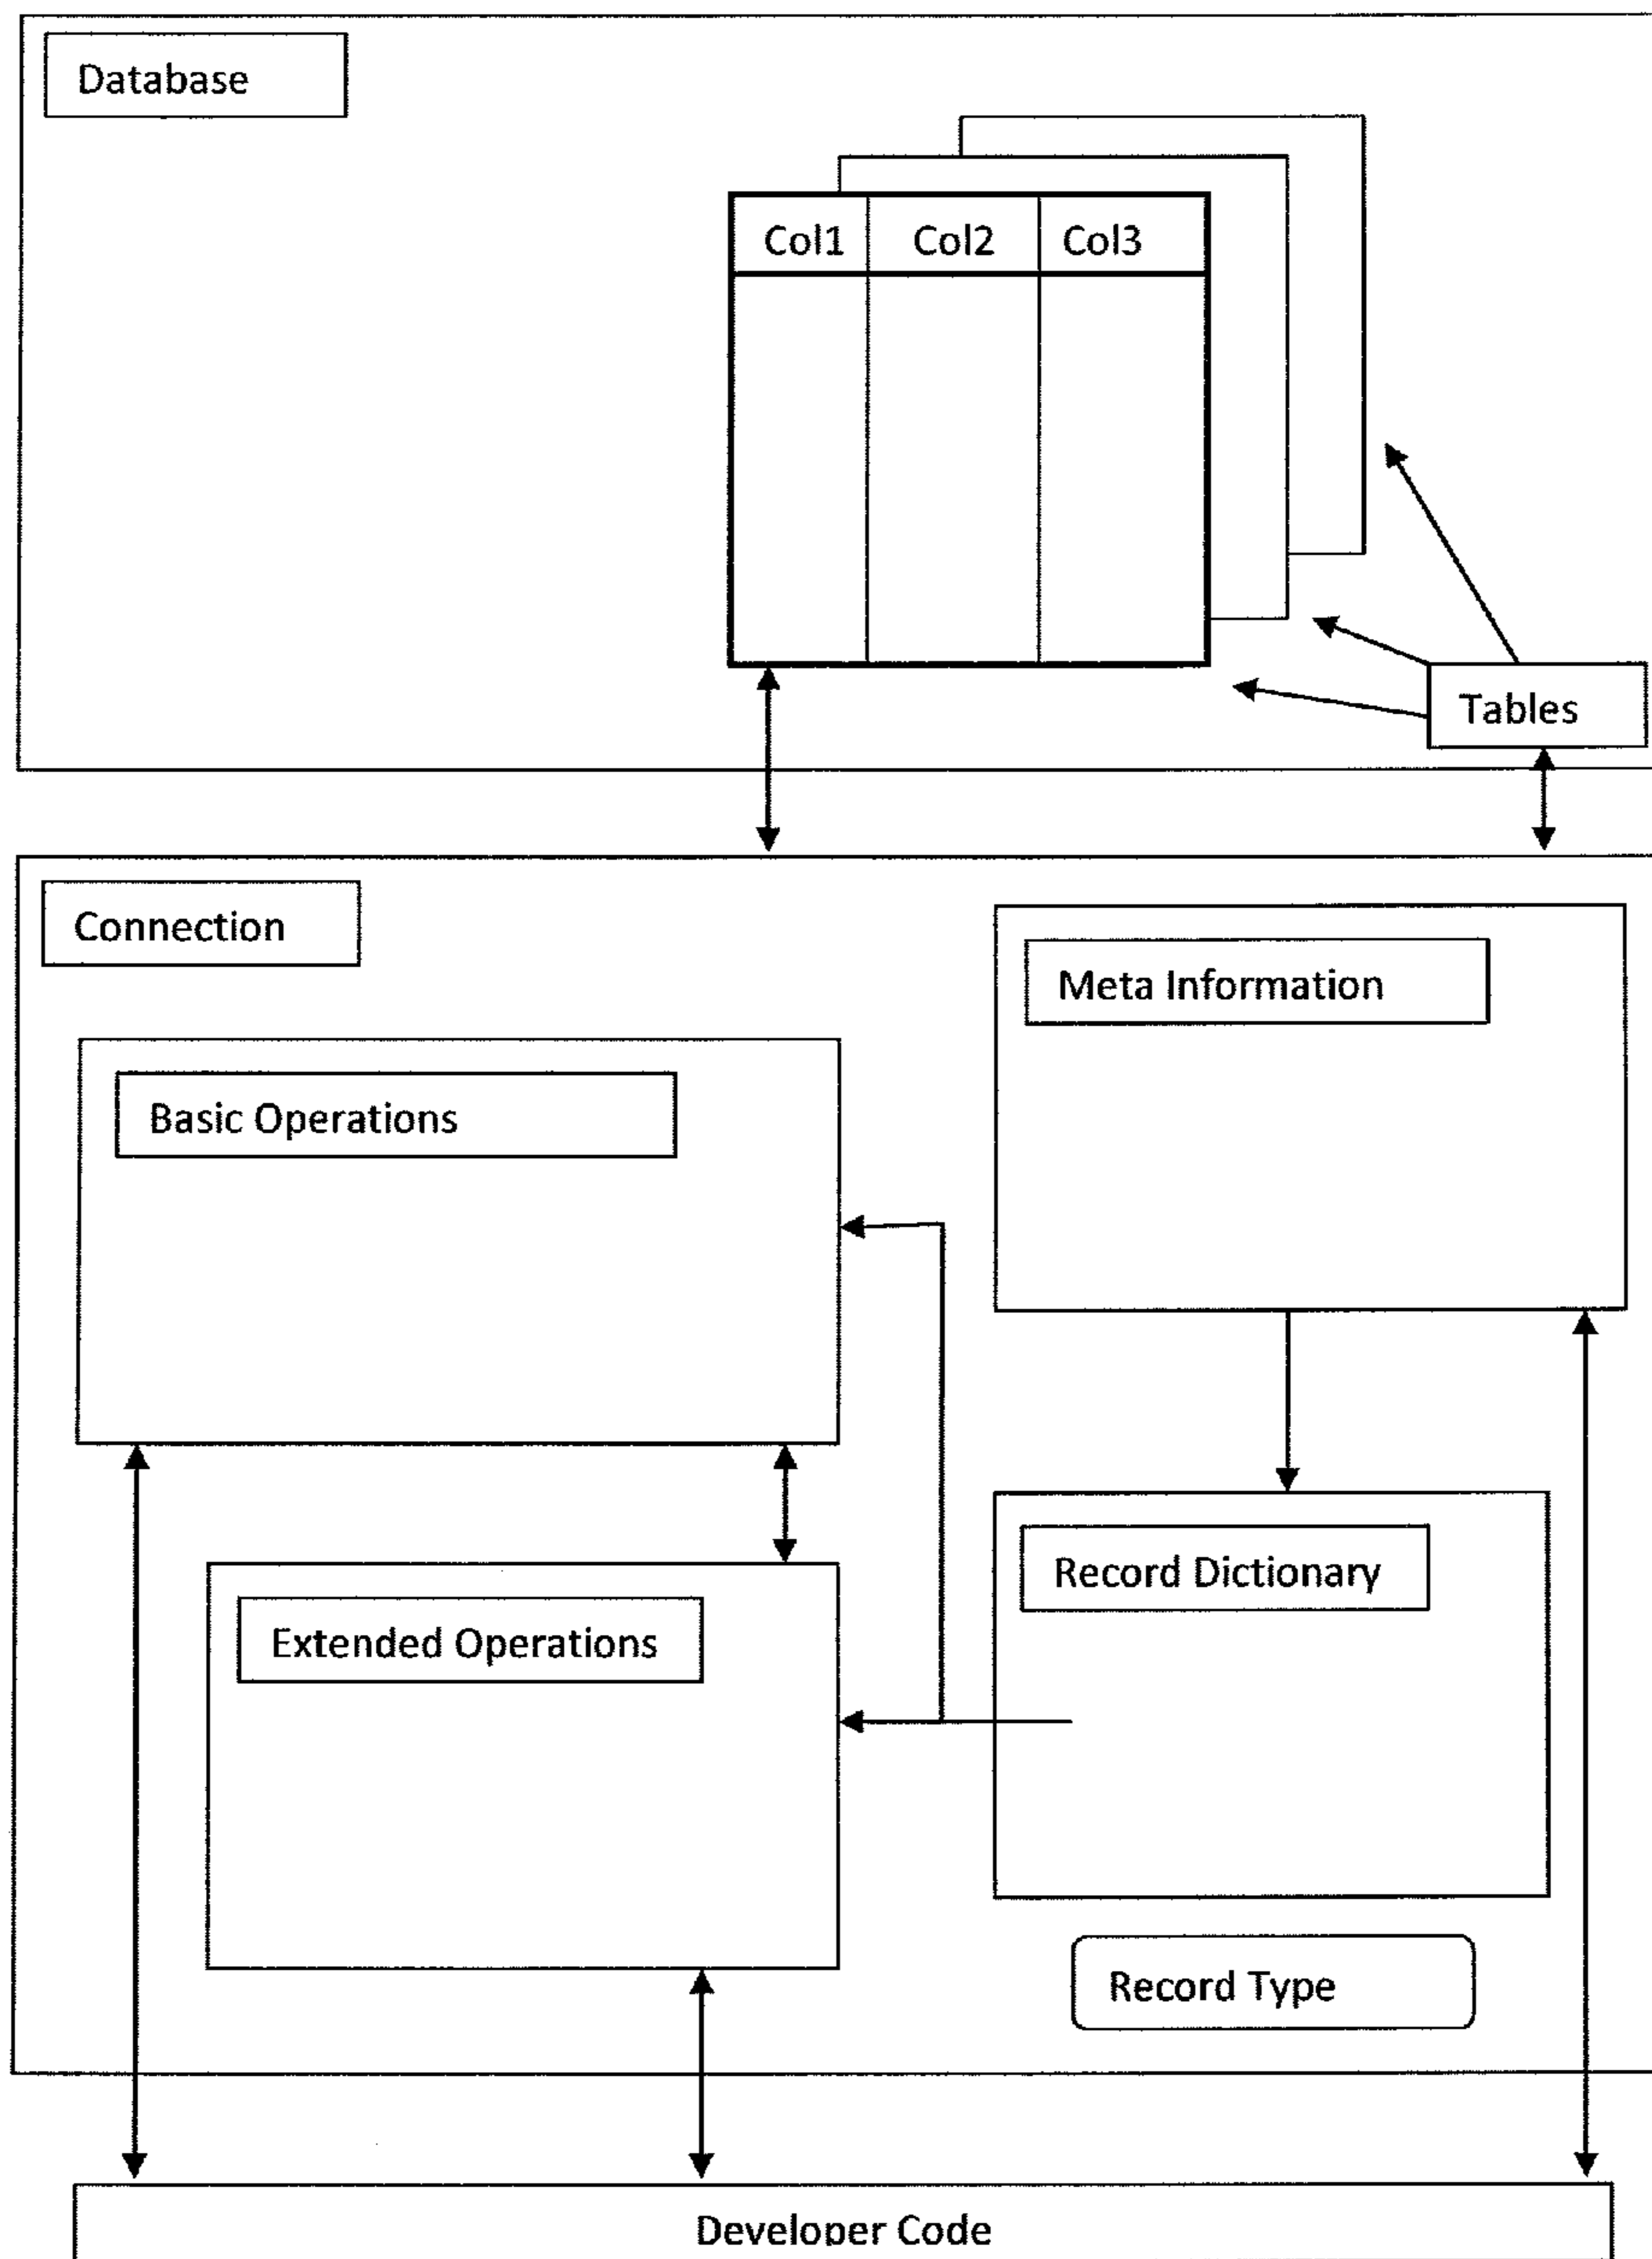 Database
Col1 Col2 Col3
Tables
Connection
Meta Information
Basic Operations
Record Dictionary
Extended Operations
Record Type
Developer Code